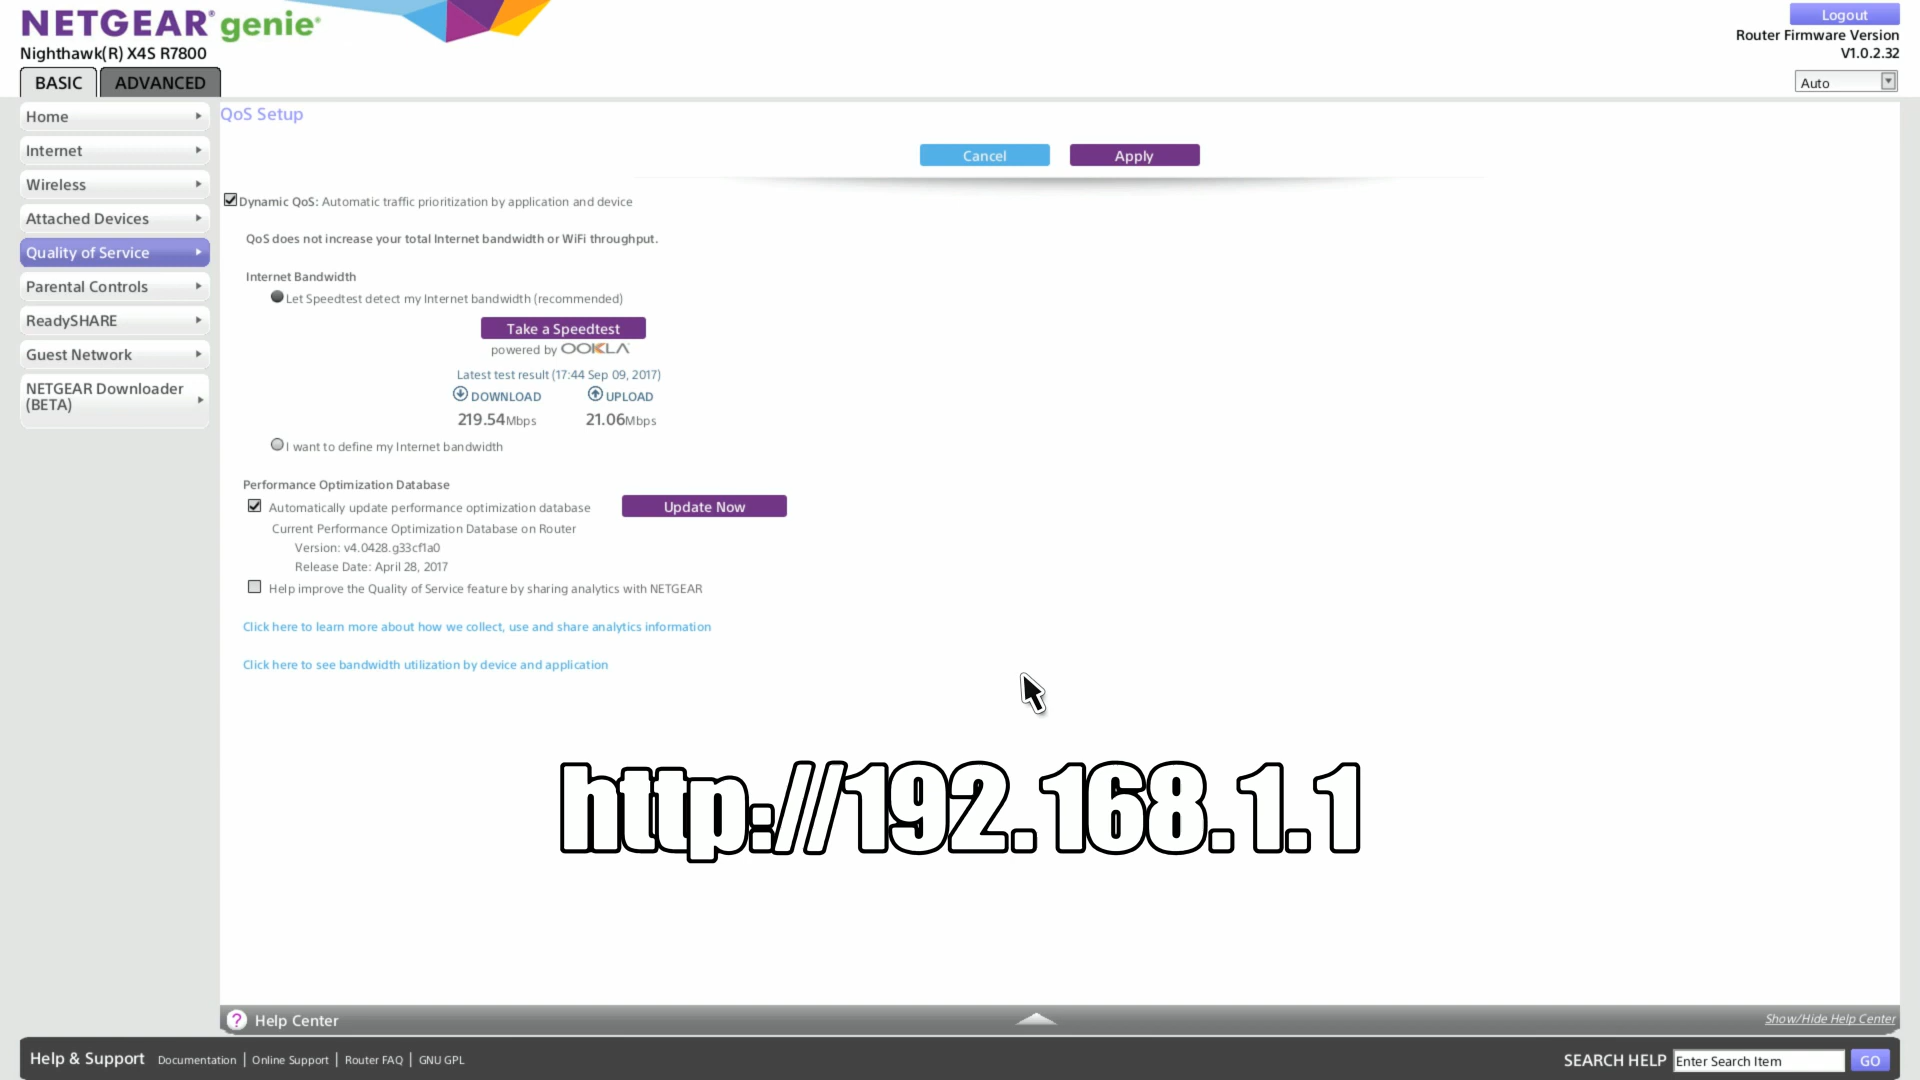 NETGEAR® genie®
Nighthawk(R) X4S R7800
Logout
Router Firmware Version
V1.0.2.32
BASIC
ADVANCED
Auto
Home
Internet
Wireless
Attached Devices
Quality of Service
Parental Controls
ReadySHARE
Guest Network
NETGEAR Downloader
(BETA)
QoS Setup
Cancel
Apply
Dynamic QoS: Automatic traffic prioritization by application and device
QoS does not increase your total Internet bandwidth or WiFi throughput.
Internet Bandwidth
Let Speedtest detect my Internet bandwidth (recommended)
Take a Speedtest
powered by OOKLA
Latest test result (17:44 Sep 09, 2017)
DOWNLOAD UPLOAD
219.54Mbps 21.06Mbps
I want to define my Internet bandwidth
Performance Optimization Database
Automatically update performance optimization database
Update Now
Current Performance Optimization Database on Router
Version: v4.0428.g33cf1a0
Release Date: April 28, 2017
Help improve the Quality of Service feature by sharing analytics with NETGEAR
Click here to learn more about how we collect, use and share analytics information
Click here to see bandwidth utilization by device and application
http://192.168.1.1
? Help Center
Show/Hide Help Center
Help & Support Documentation | Online Support | Router FAQ | GNU GPL
SEARCH HELP Enter Search Item GO